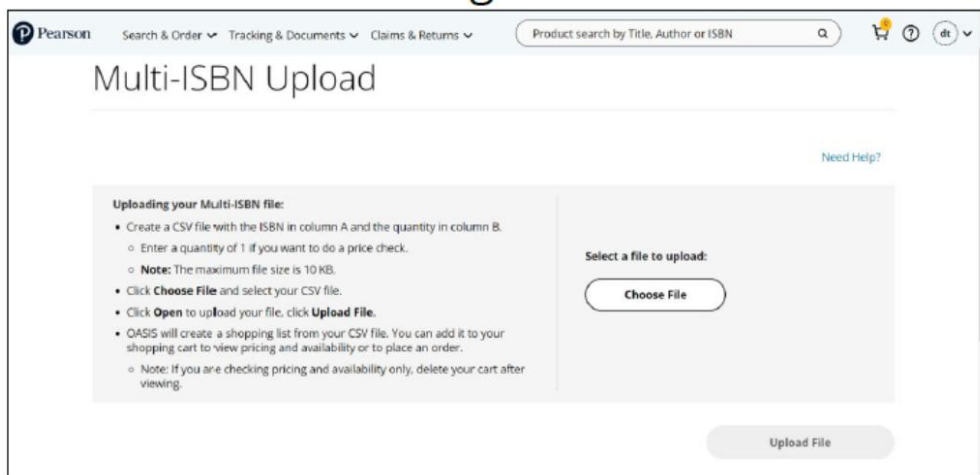 Pearson Search & Order Tracking & Documents Claims & Returns Product search by Title, Author or ISBN 0 dt
Multi-ISBN Upload
Need Help?
Uploading your Multi-ISBN file:
• Create a CSV file with the ISBN in column A and the quantity in column B.
○ Enter a quantity of 1 if you want to do a price check.
○ Note: The maximum file size is 10 KB.
• Click Choose File and select your CSV file.
• Click Open to upload your file, click Upload File.
• OASIS will create a shopping list from your CSV file. You can add it to your
shopping cart to view pricing and availability or to place an order.
○ Note: If you are checking pricing and availability only, delete your cart after
viewing.
Select a file to upload:
Choose File
Upload File